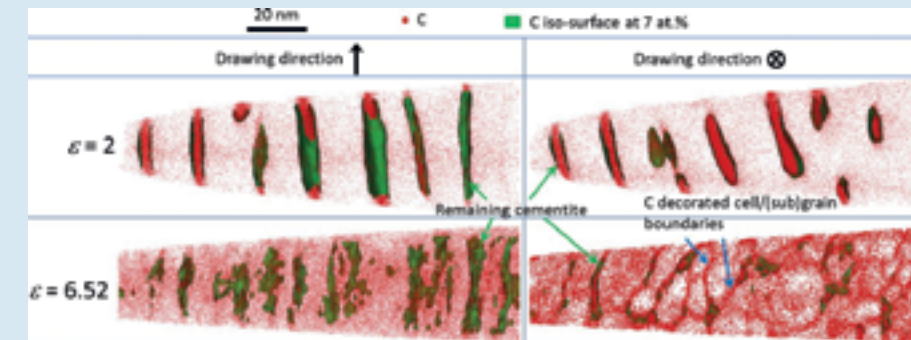 20 nm
C
C iso-surface at 7 at.%
Drawing direction ↑
Drawing direction ⊗
ε = 2
Remaining cementite
C decorated cell/(sub)grain
boundaries
ε = 6.52